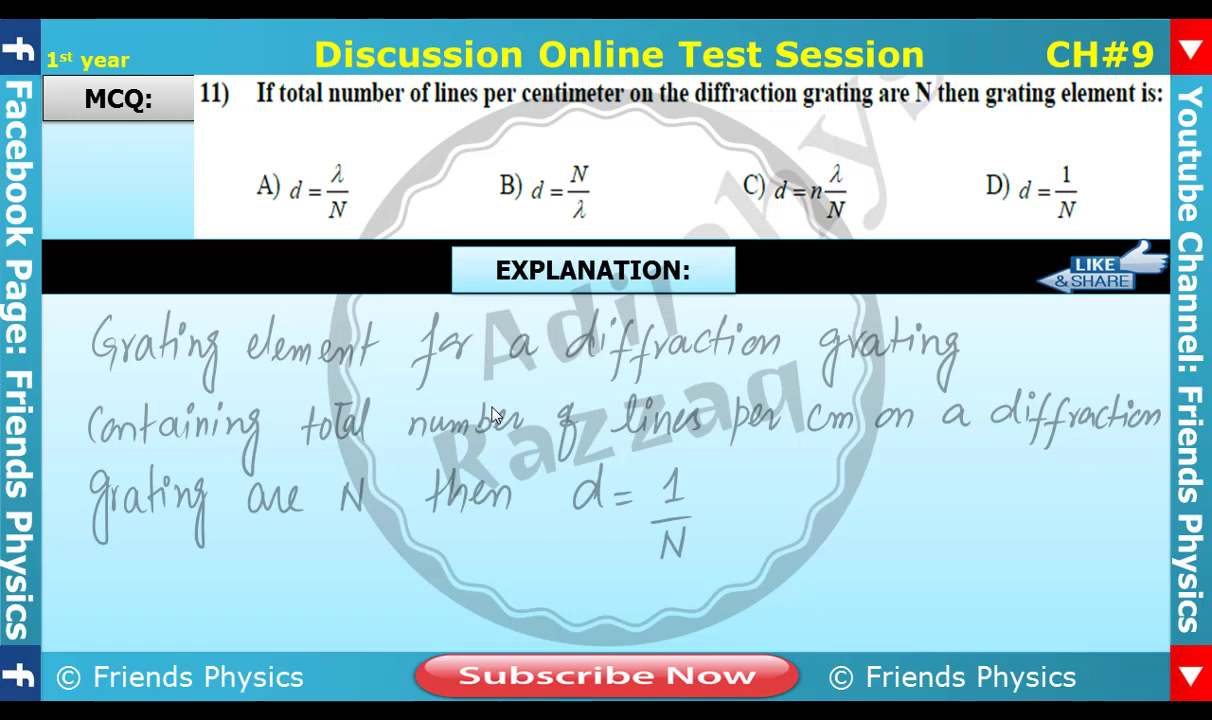 1st year
Discussion Online Test Session
CH#9
MCQ:
11) If total number of lines per centimeter on the diffraction grating are N then grating element is:
A) d = λ/N B) d = N/λ C) d = n λ/N D) d = 1/N
EXPLANATION:
LIKE
& SHARE
Grating element for a diffraction grating
Containing total number of lines per cm on a diffraction
grating are N then d = 1/N
Adil
Razzaq
Facebook Page: Friends Physics
Youtube Channel: Friends Physics
© Friends Physics
Subscribe Now
© Friends Physics